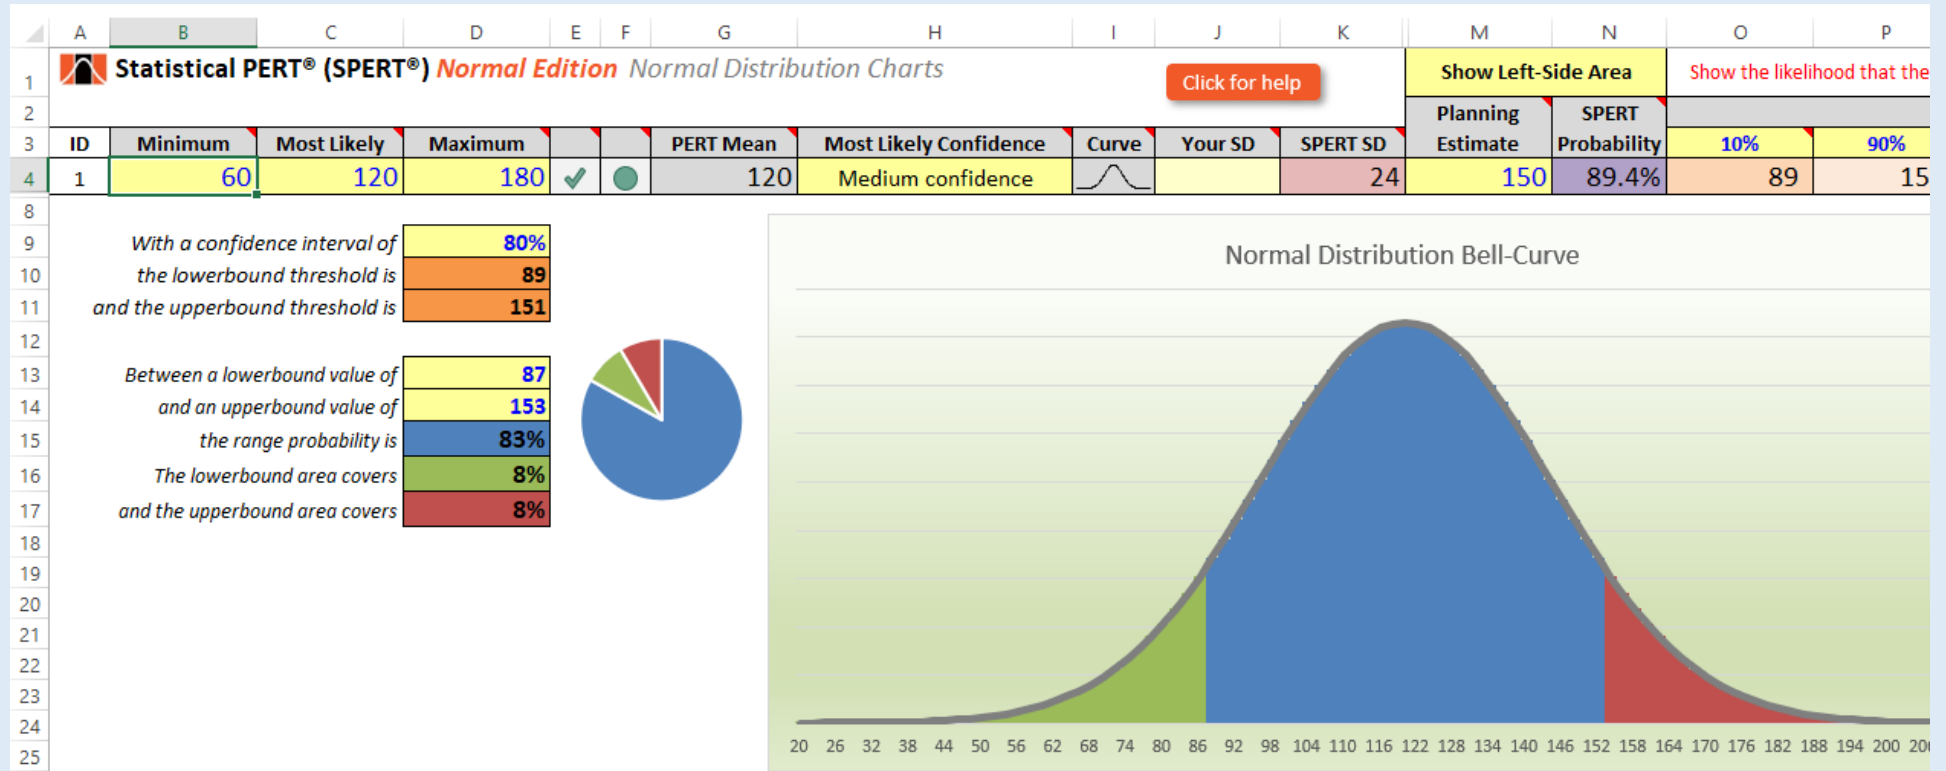 A B C D E F G H I J K M N O P
1 Statistical PERT® (SPERT®) Normal Edition Normal Distribution Charts Click for help Show Left-Side Area Show the likelihood that the
2 Planning SPERT
3 ID Minimum Most Likely Maximum PERT Mean Most Likely Confidence Curve Your SD SPERT SD Estimate Probability 10% 90%
4 1 60 120 180 120 Medium confidence 24 150 89.4% 89 15
8
9 With a confidence interval of 80%
10 the lowerbound threshold is 89
11 and the upperbound threshold is 151
12
13 Between a lowerbound value of 87
14 and an upperbound value of 153
15 the range probability is 83%
16 The lowerbound area covers 8%
17 and the upperbound area covers 8%
18
19
20
21
22
23
24
25
Normal Distribution Bell-Curve
20 26 32 38 44 50 56 62 68 74 80 86 92 98 104 110 116 122 128 134 140 146 152 158 164 170 176 182 188 194 200